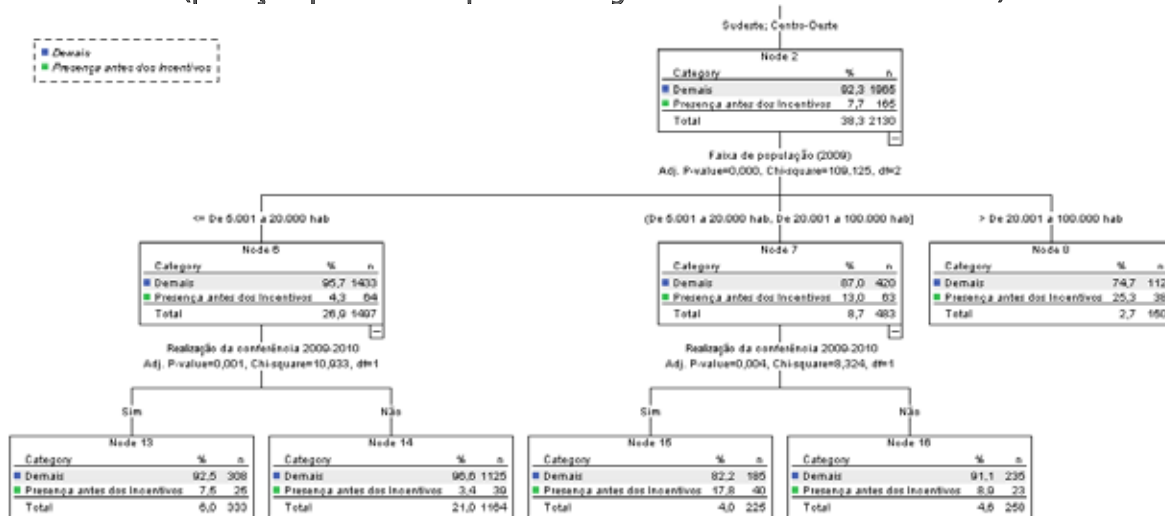 Sudeste; Centro-Oeste
Demais
Presença antes dos Incentivos
Node 2
Category % n
Demais 92,3 1965
Presença antes dos Incentivos 7,7 165
Total 38,3 2130
Faixa de população (2009)
Adj. P-value=0,000, Chi-square=109,125, df=2
<= De 5.001 a 20.000 hab
(De 5.001 a 20.000 hab, De 20.001 a 100.000 hab]
> De 20.001 a 100.000 hab
Node 6
Category % n
Demais 95,7 1433
Presença antes dos Incentivos 4,3 64
Total 26,9 1497
Node 7
Category % n
Demais 87,0 420
Presença antes dos Incentivos 13,0 63
Total 8,7 483
Node 8
Category % n
Demais 74,7 112
Presença antes dos Incentivos 25,3 38
Total 2,7 150
Realização da conferência 2009-2010
Adj. P-value=0,001, Chi-square=10,933, df=1
Realização da conferência 2009-2010
Adj. P-value=0,004, Chi-square=8,324, df=1
Sim
Não
Sim
Não
Node 13
Category % n
Demais 92,5 308
Presença antes dos Incentivos 7,5 25
Total 6,0 333
Node 14
Category % n
Demais 96,6 1125
Presença antes dos Incentivos 3,4 39
Total 21,0 1164
Node 15
Category % n
Demais 82,2 185
Presença antes dos Incentivos 17,8 40
Total 4,0 225
Node 16
Category % n
Demais 91,1 235
Presença antes dos Incentivos 8,9 23
Total 4,6 258